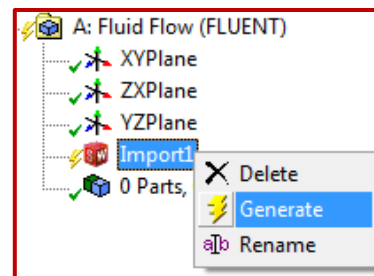 A: Fluid Flow (FLUENT)
XYPlane
ZXPlane
YZPlane
Import1
Delete
0 Parts,
Generate
Rename